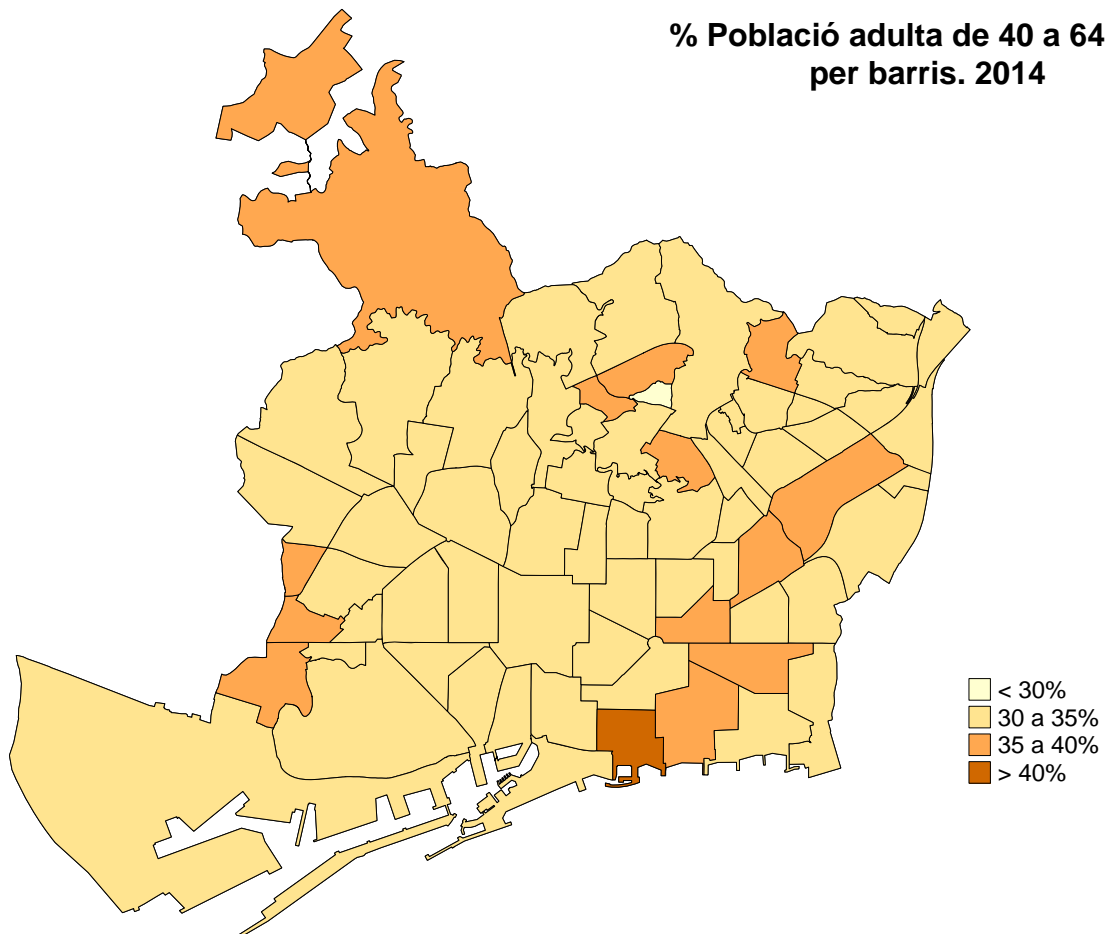 % Població adulta de 40 a 64
per barris. 2014
< 30%
30 a 35%
35 a 40%
> 40%